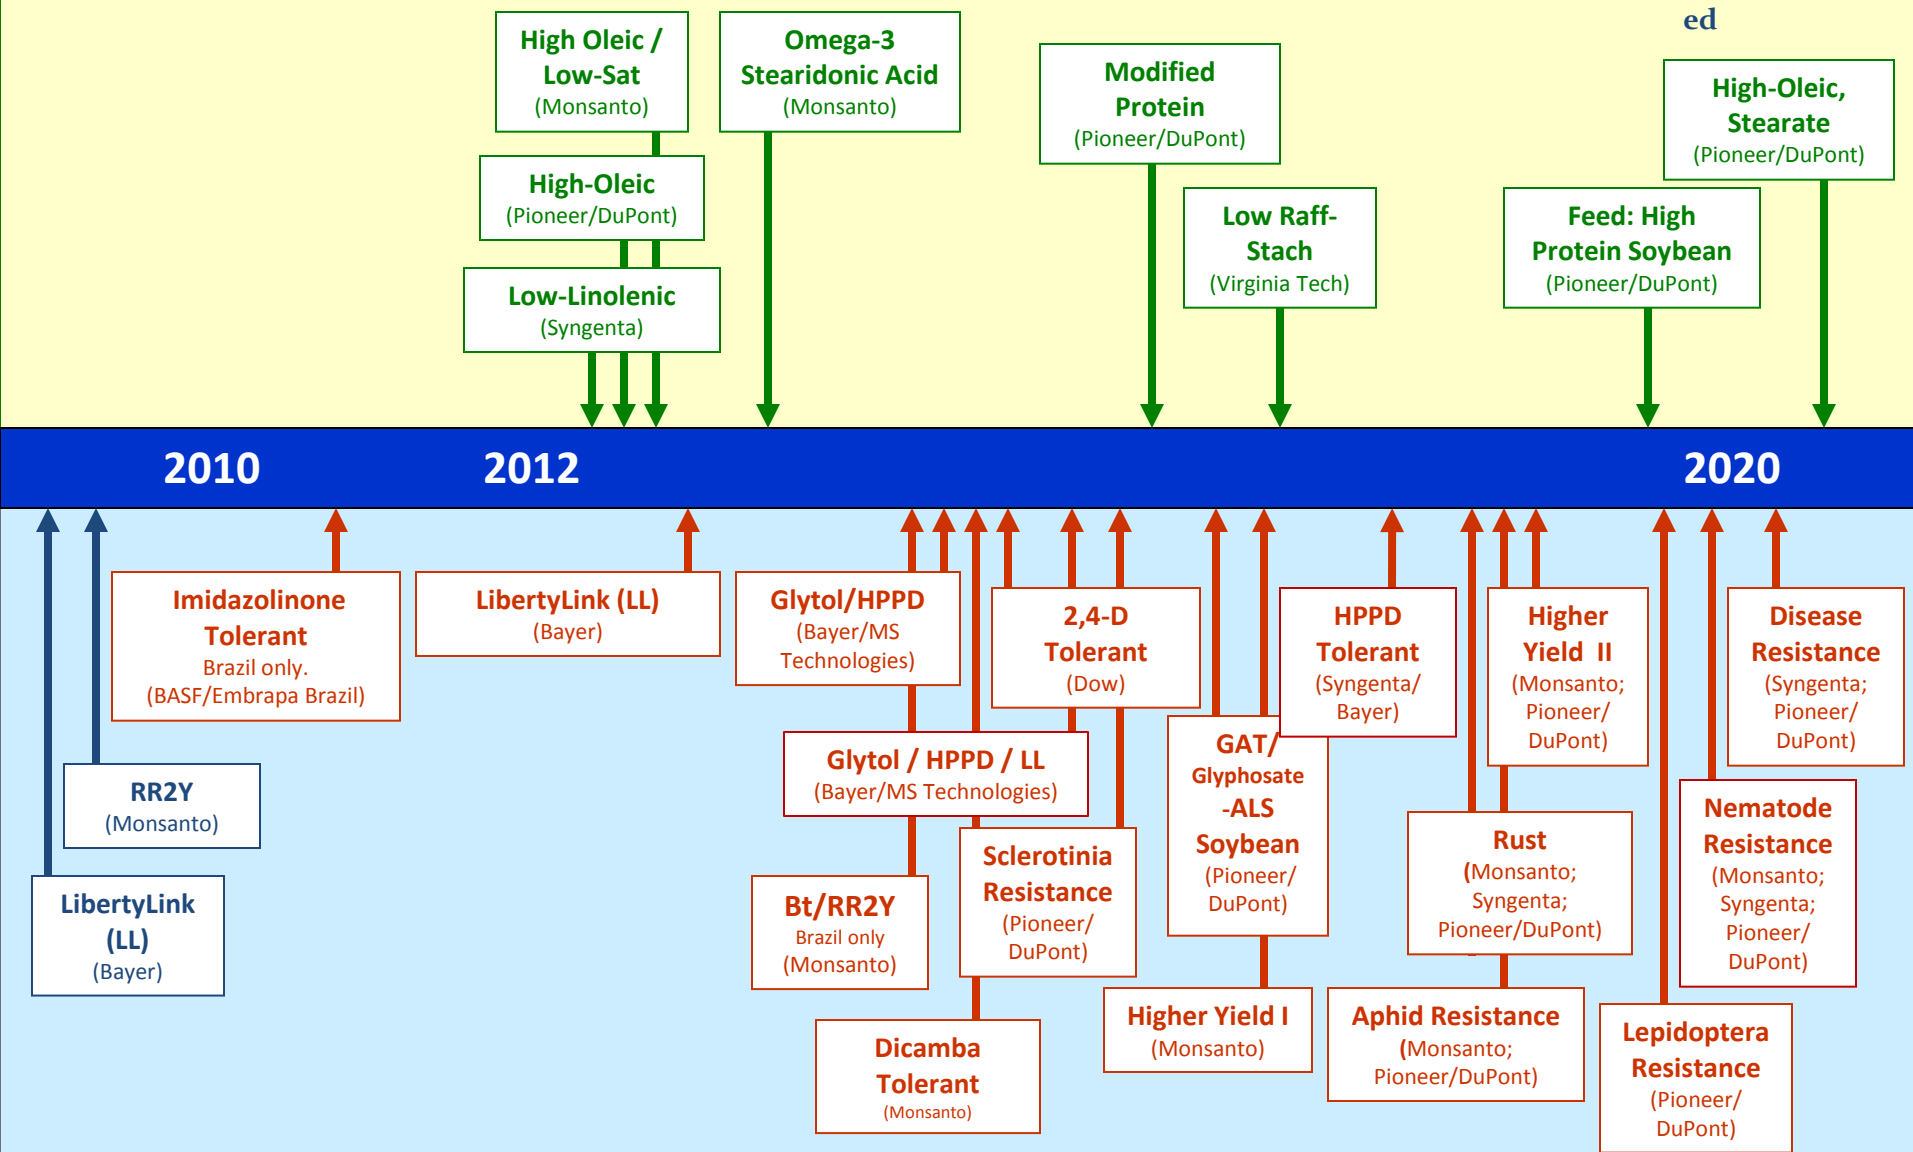 ed
High Oleic /
Low-Sat
(Monsanto)
Omega-3
Stearidonic Acid
(Monsanto)
Modified
Protein
(Pioneer/DuPont)
High-Oleic,
Stearate
(Pioneer/DuPont)
High-Oleic
(Pioneer/DuPont)
Low Raff-
Stach
(Virginia Tech)
Feed: High
Protein Soybean
(Pioneer/DuPont)
Low-Linolenic
(Syngenta)
2010
2012
2020
Imidazolinone
Tolerant
Brazil only.
(BASF/Embrapa Brazil)
LibertyLink (LL)
(Bayer)
Glytol/HPPD
(Bayer/MS
Technologies)
2,4-D
Tolerant
(Dow)
HPPD
Tolerant
(Syngenta/
Bayer)
Higher
Yield II
(Monsanto;
Pioneer/
DuPont)
Disease
Resistance
(Syngenta;
Pioneer/
DuPont)
RR2Y
(Monsanto)
Glytol / HPPD / LL
(Bayer/MS Technologies)
GAT/
Glyphosate
-ALS
Soybean
(Pioneer/
DuPont)
Nematode
Resistance
(Monsanto;
Syngenta;
Pioneer/
DuPont)
LibertyLink
(LL)
(Bayer)
Bt/RR2Y
Brazil only
(Monsanto)
Sclerotinia
Resistance
(Pioneer/
DuPont)
Rust
(Monsanto;
Syngenta;
Pioneer/DuPont)
Dicamba
Tolerant
(Monsanto)
Higher Yield I
(Monsanto)
Aphid Resistance
(Monsanto;
Pioneer/DuPont)
Lepidoptera
Resistance
(Pioneer/
DuPont)